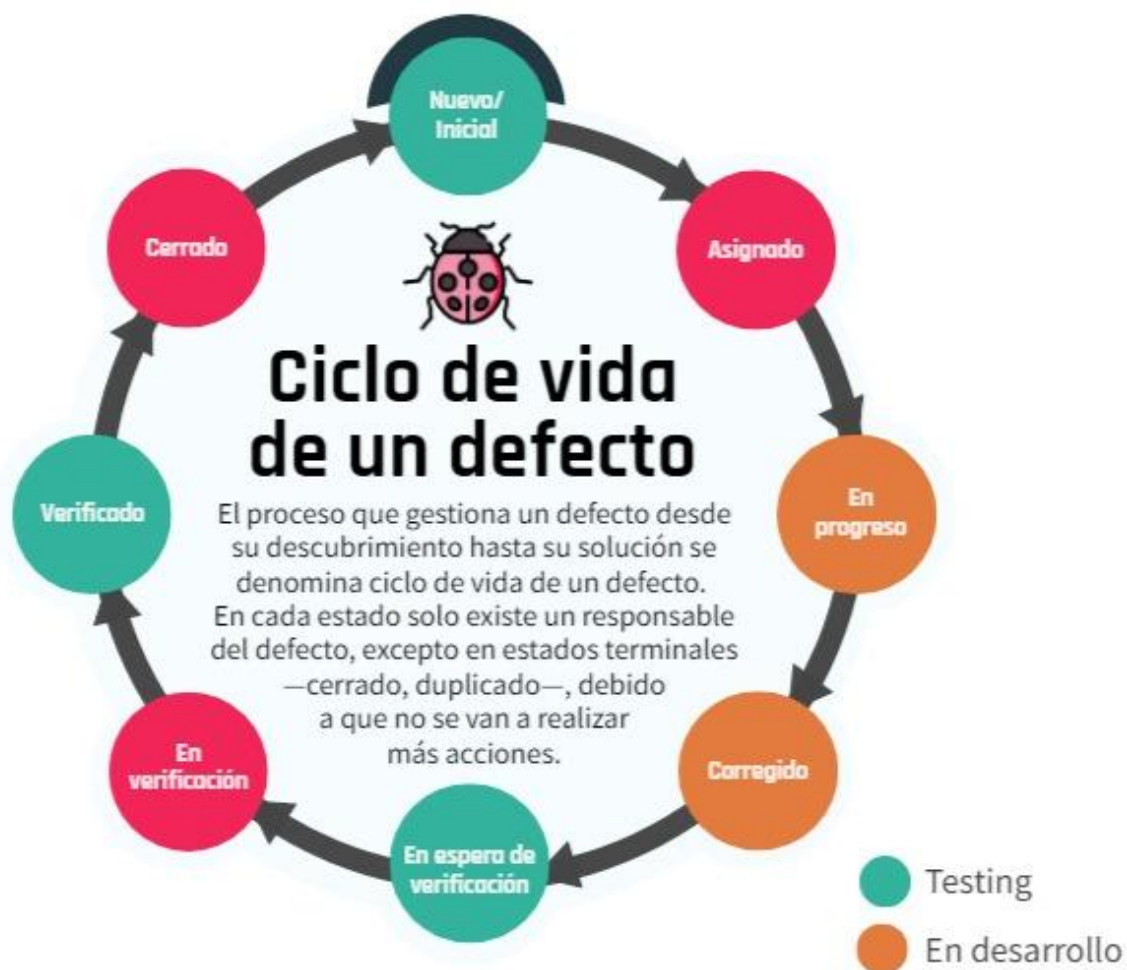 Nuevo/
Inicial
Cerrado
Asignado
Ciclo de vida
de un defecto
Verificado
En
progreso
El proceso que gestiona un defecto desde
su descubrimiento hasta su solución se
denomina ciclo de vida de un defecto.
En cada estado solo existe un responsable
del defecto, excepto en estados terminales
—cerrado, duplicado—, debido
a que no se van a realizar
más acciones.
En
verificación
Corregido
En espera de
verificación
Testing
En desarrollo